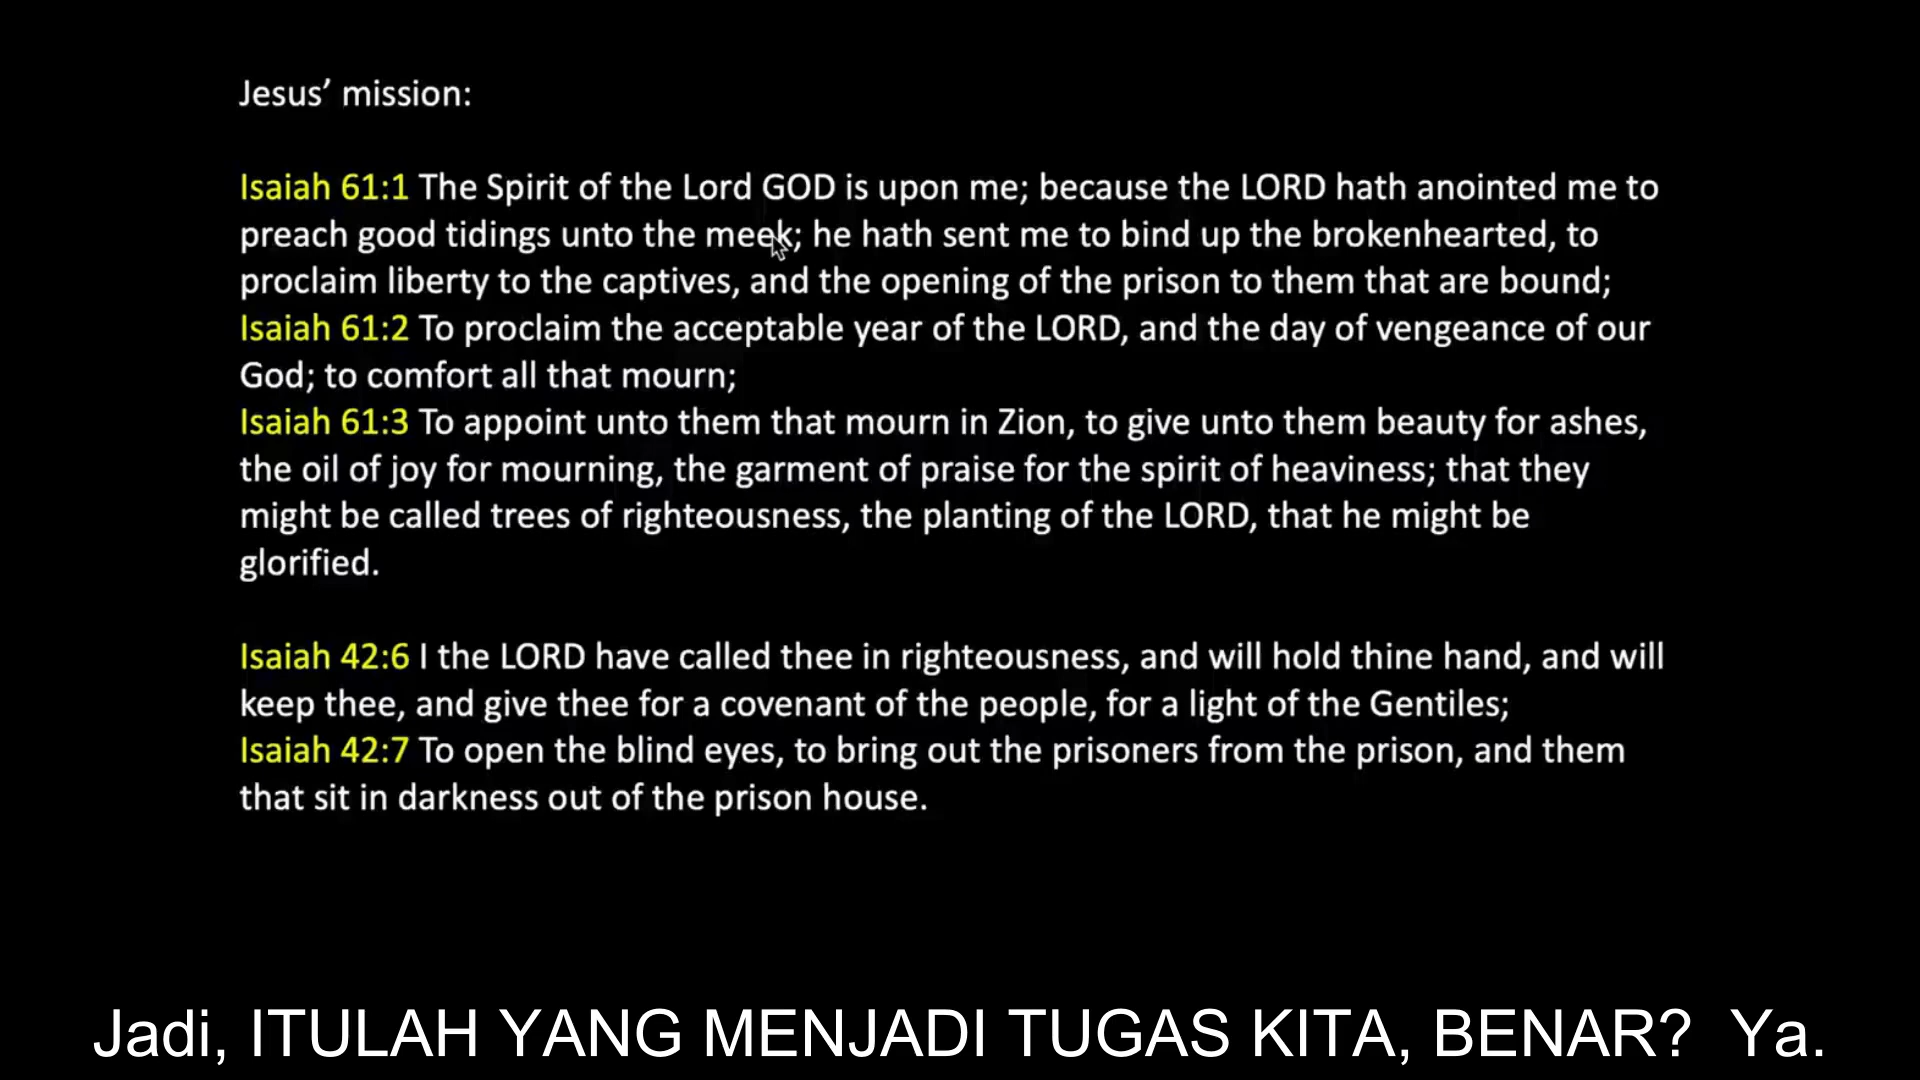 Jesus’ mission:
Isaiah 61:1 The Spirit of the Lord GOD is upon me; because the LORD hath anointed me to
preach good tidings unto the meek; he hath sent me to bind up the brokenhearted, to
proclaim liberty to the captives, and the opening of the prison to them that are bound;
Isaiah 61:2 To proclaim the acceptable year of the LORD, and the day of vengeance of our
God; to comfort all that mourn;
Isaiah 61:3 To appoint unto them that mourn in Zion, to give unto them beauty for ashes,
the oil of joy for mourning, the garment of praise for the spirit of heaviness; that they
might be called trees of righteousness, the planting of the LORD, that he might be
glorified.
Isaiah 42:6 I the LORD have called thee in righteousness, and will hold thine hand, and will
keep thee, and give thee for a covenant of the people, for a light of the Gentiles;
Isaiah 42:7 To open the blind eyes, to bring out the prisoners from the prison, and them
that sit in darkness out of the prison house.
Jadi, ITULAH YANG MENJADI TUGAS KITA, BENAR?  Ya.